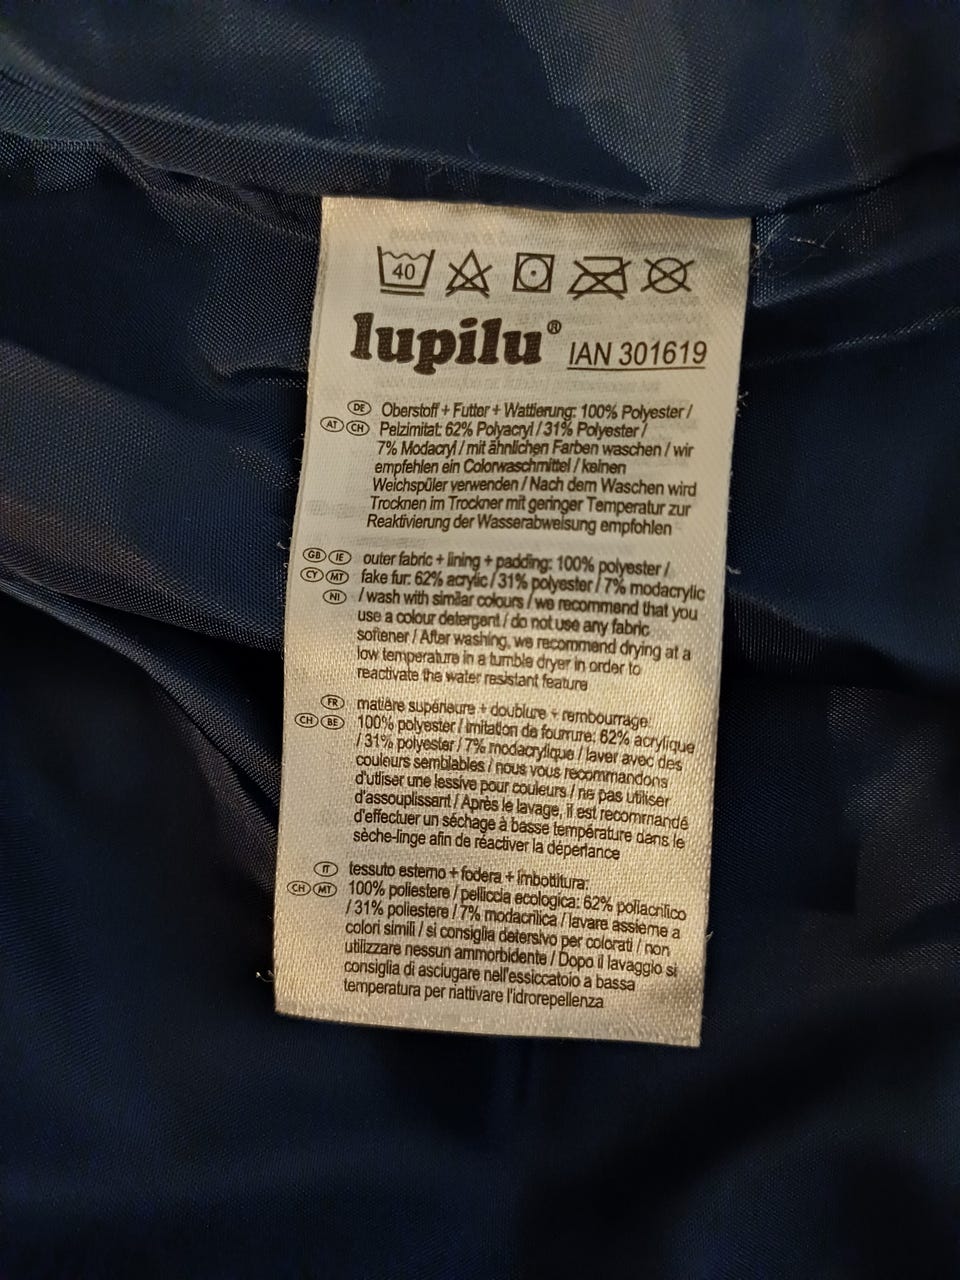 40
lupilu® IAN 301619
DE Oberstoff + Futter + Wattierung: 100% Polyester /
AT CH Pelzimitat: 62% Polyacryl / 31% Polyester /
7% Modacryl / mit ähnlichen Farben waschen / wir
empfehlen ein Colorwaschmittel / keinen
Weichspüler verwenden / Nach dem Waschen wird
Trocknen im Trockner mit geringer Temperatur zur
Reaktivierung der Wasserabweisung empfohlen
GB IE outer fabric + lining + padding: 100% polyester /
CY MT fake fur: 62% acrylic / 31% polyester / 7% modacrylic
NI / wash with similar colours / we recommend that you
use a colour detergent / do not use any fabric
softener / After washing, we recommend drying at a
low temperature in a tumble dryer in order to
reactivate the water resistant feature
FR matière supérieure + doublure + rembourrage:
CH BE 100% polyester / imitation de fourrure: 62% acrylique
/ 31% polyester / 7% modacrylique / laver avec des
couleurs semblables / nous vous recommandons
d'utliser une lessive pour couleurs / ne pas utiliser
d'assouplissant / Après le lavage, il est recommandé
d'effectuer un séchage à basse température dans le
sèche-linge afin de réactiver la déperlance
IT tessuto esterno + fodera + imbottitura:
CH MT 100% poliestere / pelliccia ecologica: 62% poliacrilico
/ 31% poliestere / 7% modacrilica / lavare assieme a
colori simili / si consiglia detersivo per colorati / non
utilizzare nessun ammorbidente / Dopo il lavaggio si
consiglia di asciugare nell'essiccatoio a bassa
temperatura per riattivare l'idrorepellenza